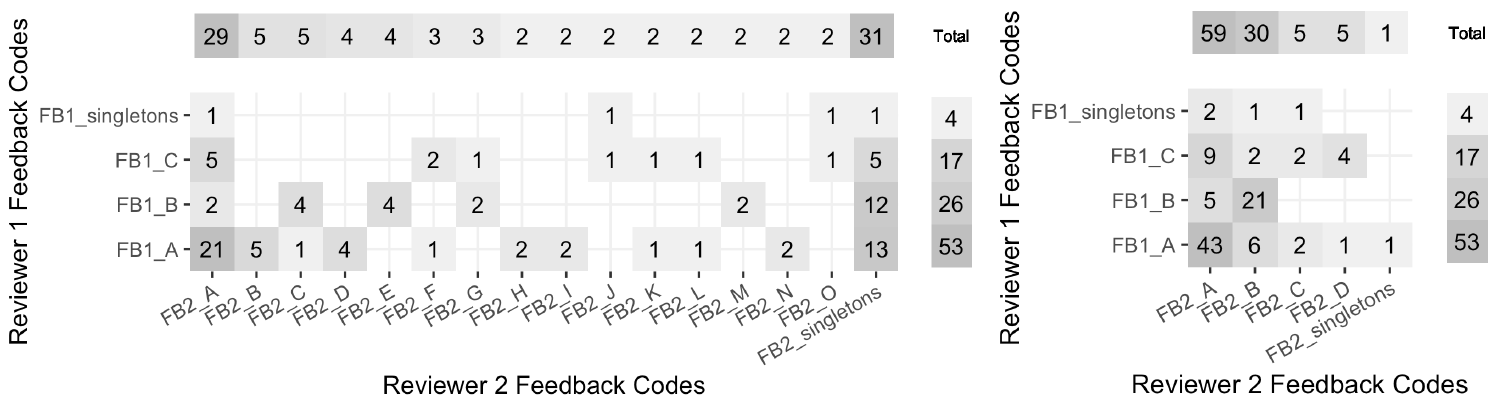 Reviewer 1 Feedback Codes
29 5 5 4 4 3 3 2 2 2 2 2 2 2 2 31 Total
FB1_singletons 1 1 1 1 4
FB1_C 5 2 1 1 1 1 1 5 17
FB1_B 2 4 4 2 2 12 26
FB1_A 21 5 1 4 1 2 2 1 1 2 13 53
FB2_A FB2_B FB2_C FB2_D FB2_E FB2_F FB2_G FB2_H FB2_I FB2_J FB2_K FB2_L FB2_M FB2_N FB2_O FB2_singletons
Reviewer 2 Feedback Codes
Reviewer 1 Feedback Codes
59 30 5 5 1 Total
FB1_singletons 2 1 1 4
FB1_C 9 2 2 4 17
FB1_B 5 21 26
FB1_A 43 6 2 1 1 53
FB2_A FB2_B FB2_C FB2_D FB2_singletons
Reviewer 2 Feedback Codes